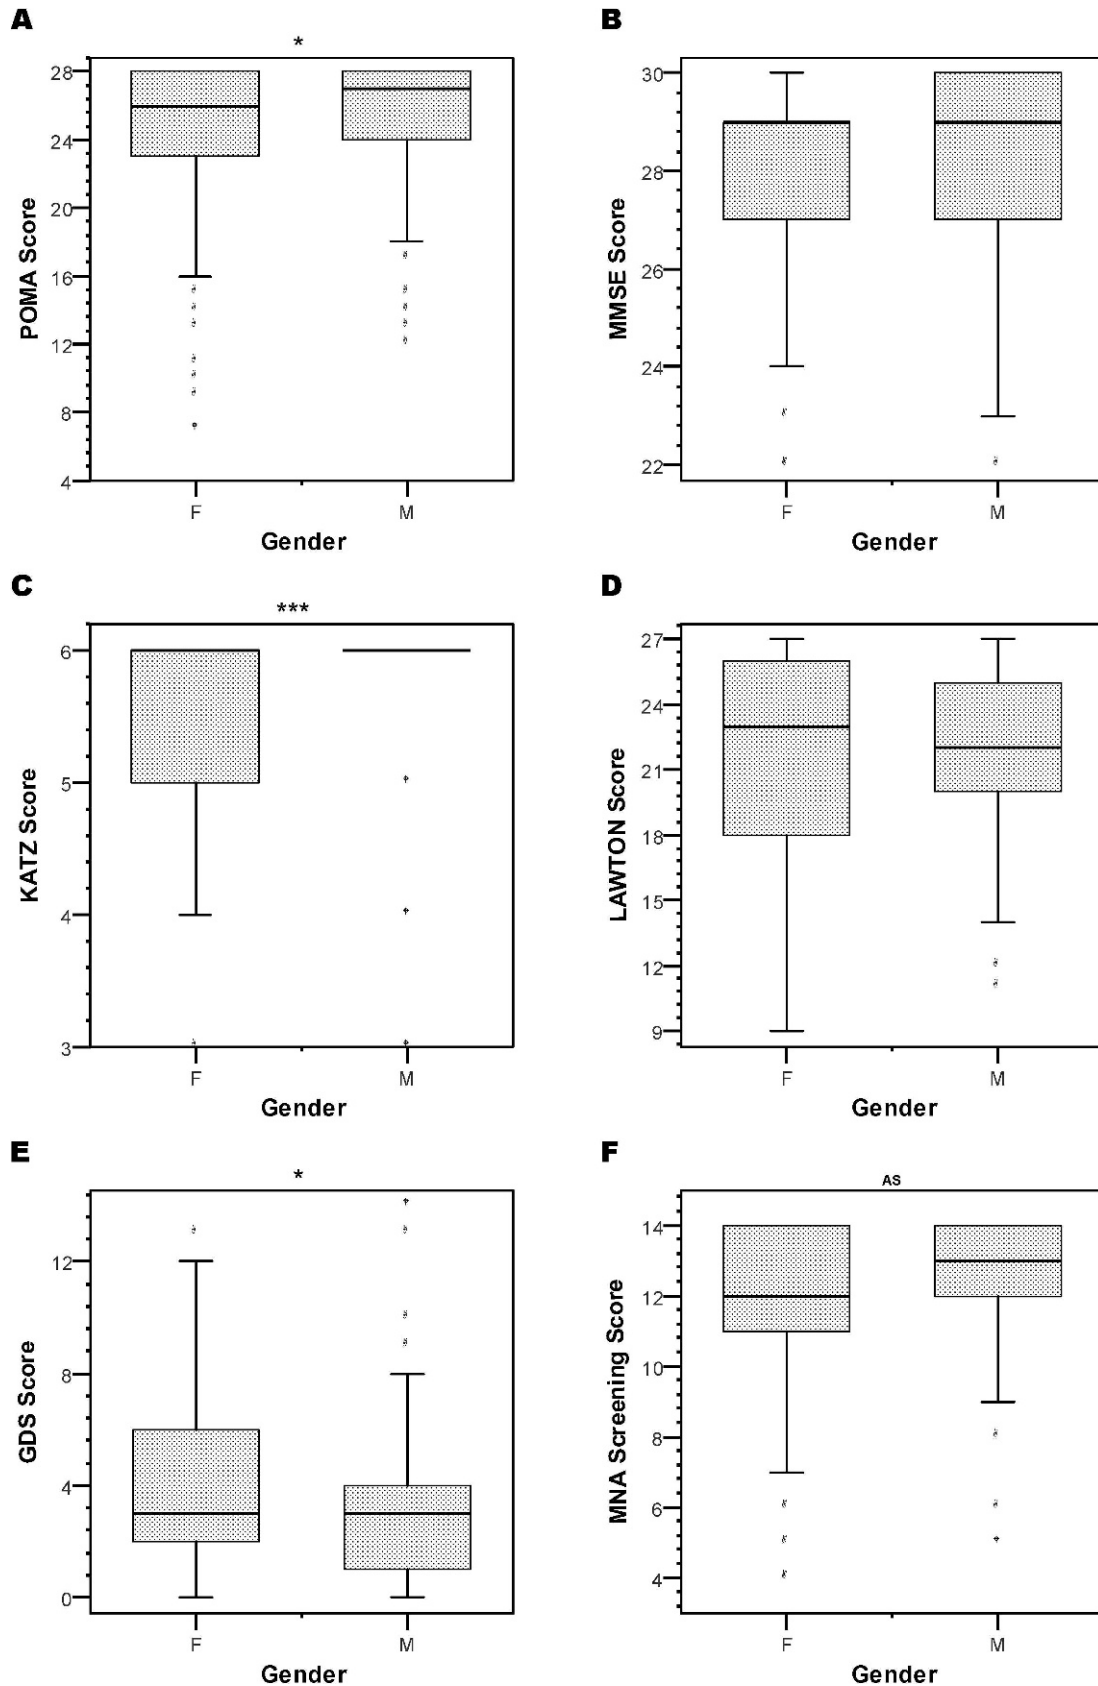 A
*
POMA Score
28
24
20
16
12
8
4
F M
Gender
B
MMSE Score
30
28
26
24
22
F M
Gender
C
***
KATZ Score
6
5
4
3
F M
Gender
D
LAWTON Score
27
24
21
18
15
12
9
F M
Gender
E
*
GDS Score
12
8
4
0
F M
Gender
F
AS
MNA Screening Score
14
12
10
8
6
4
F M
Gender